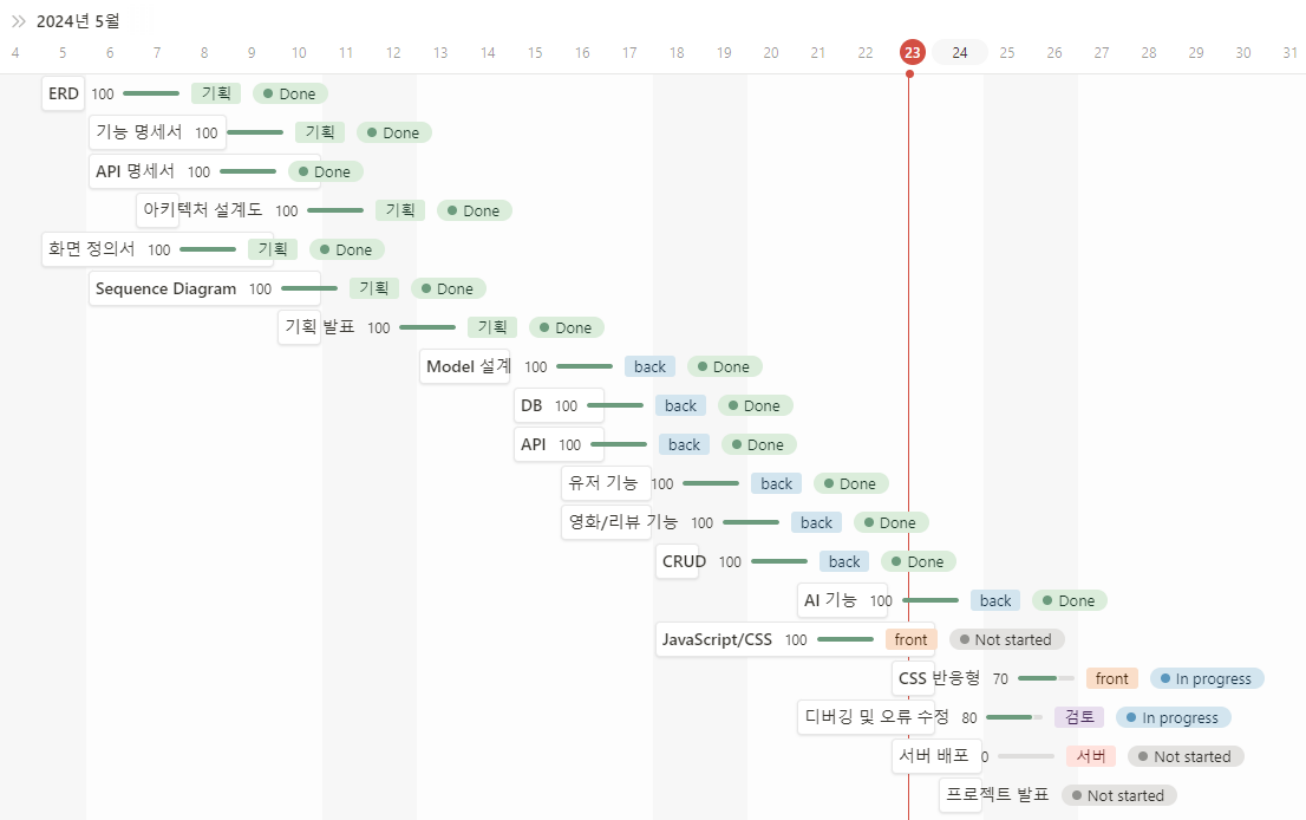 2024년 5월
4 5 6 7 8 9 10 11 12 13 14 15 16 17 18 19 20 21 22 23 24 25 26 27 28 29 30 31
ERD 100 기획 Done
기능 명세서 100 기획 Done
API 명세서 100 Done
아키텍처 설계도 100 기획 Done
화면 정의서 100 기획 Done
Sequence Diagram 100 기획 Done
기획 발표 100 기획 Done
Model 설계 100 back Done
DB 100 back Done
API 100 back Done
유저 기능 100 back Done
영화/리뷰 기능 100 back Done
CRUD 100 back Done
AI 기능 100 back Done
JavaScript/CSS 100 front Not started
CSS 반응형 70 front In progress
디버깅 및 오류 수정 80 검토 In progress
서버 배포 0 서버 Not started
프로젝트 발표 Not started